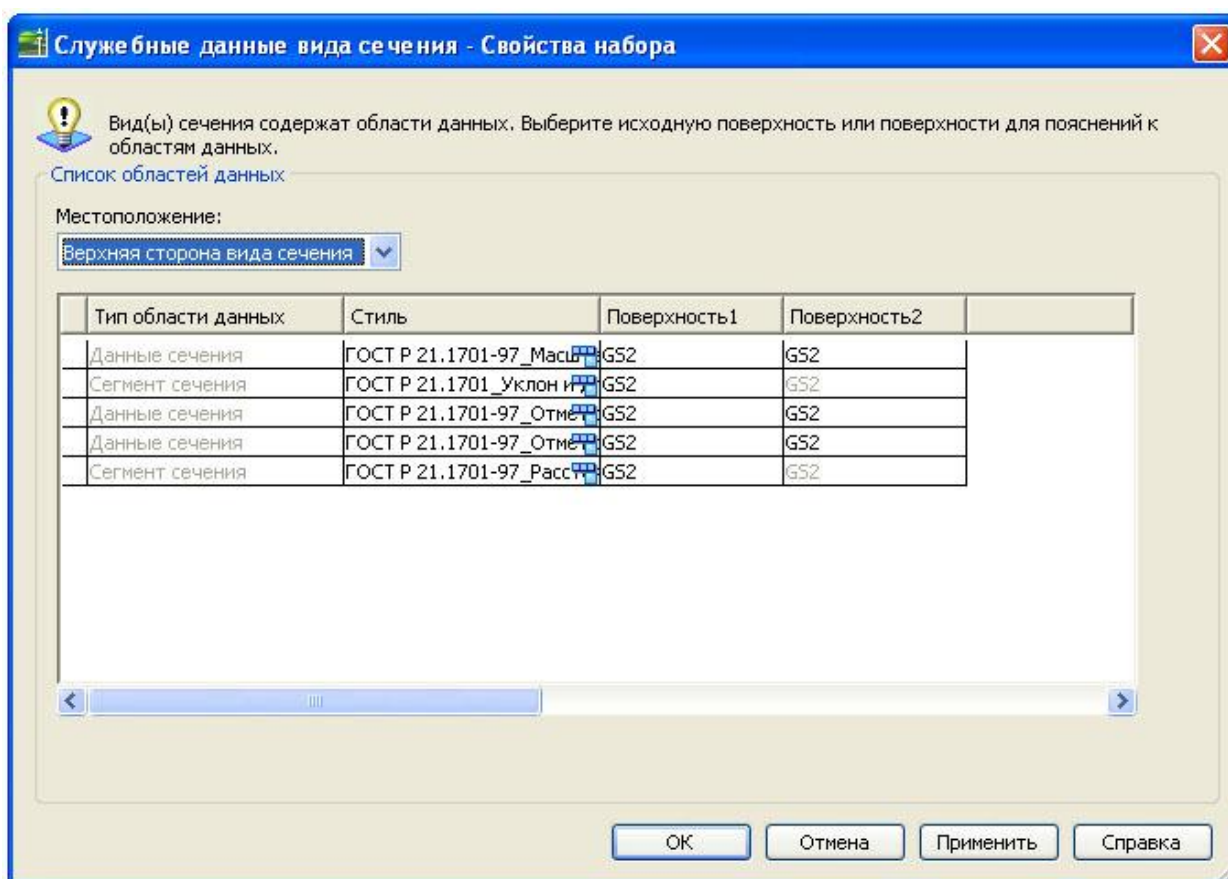 Служебные данные вида сечения - Свойства набора
Вид(ы) сечения содержат области данных. Выберите исходную поверхность или поверхности для пояснений к
областям данных.
Список областей данных
Местоположение:
Верхняя сторона вида сечения
Тип области данных Стиль Поверхность1 Поверхность2
Данные сечения ГОСТ Р 21.1701-97_Масш GS2 GS2
Сегмент сечения ГОСТ Р 21.1701_Уклон и GS2 GS2
Данные сечения ГОСТ Р 21.1701-97_Отме GS2 GS2
Данные сечения ГОСТ Р 21.1701-97_Отме GS2 GS2
Сегмент сечения ГОСТ Р 21.1701-97_Расст GS2 GS2
ОК Отмена Применить Справка